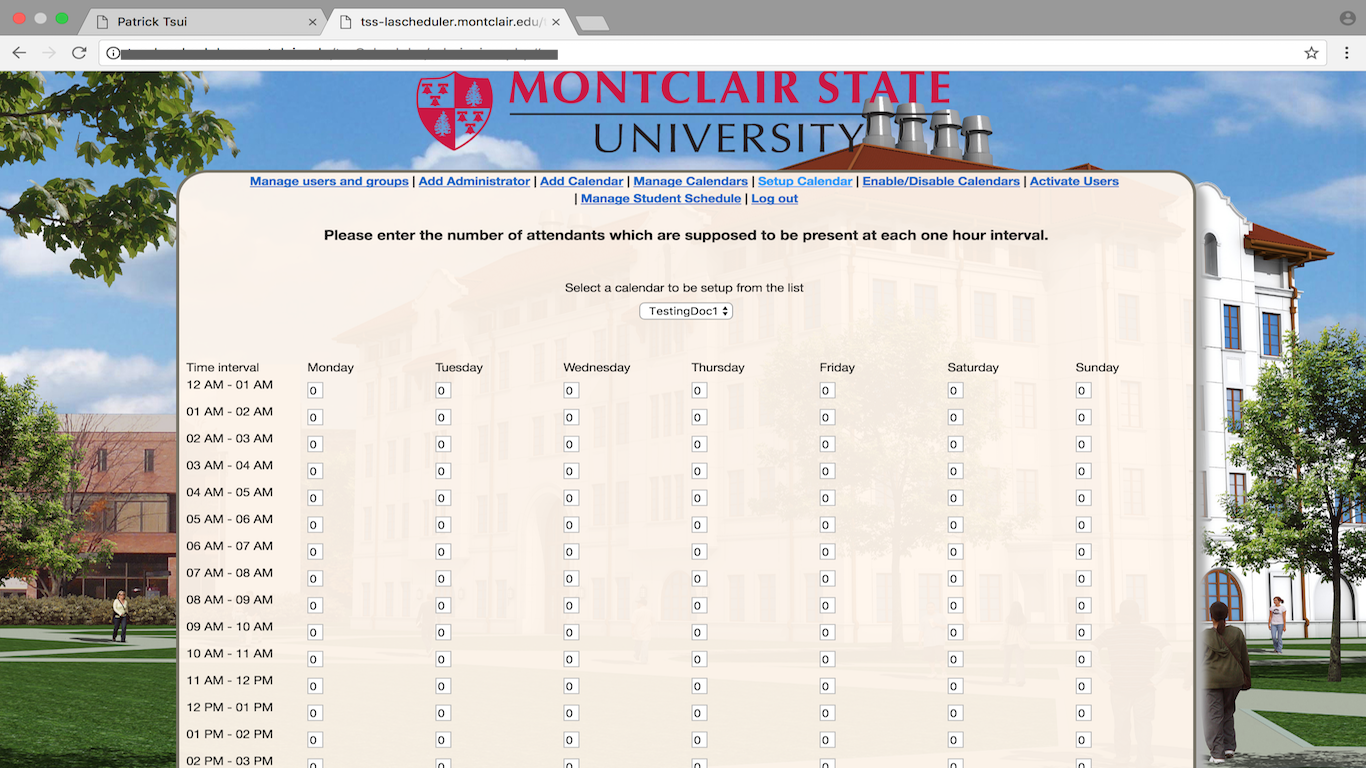 Patrick Tsui
tss-lascheduler.montclair.edu/
MONTCLAIR STATE
UNIVERSITY
Manage users and groups | Add Administrator | Add Calendar | Manage Calendars | Setup Calendar | Enable/Disable Calendars | Activate Users
| Manage Student Schedule | Log out
Please enter the number of attendants which are supposed to be present at each one hour interval.
Select a calendar to be setup from the list
TestingDoc1
Time interval Monday Tuesday Wednesday Thursday Friday Saturday Sunday
12 AM - 01 AM 0 0 0 0 0 0 0
01 AM - 02 AM 0 0 0 0 0 0 0
02 AM - 03 AM 0 0 0 0 0 0 0
03 AM - 04 AM 0 0 0 0 0 0 0
04 AM - 05 AM 0 0 0 0 0 0 0
05 AM - 06 AM 0 0 0 0 0 0 0
06 AM - 07 AM 0 0 0 0 0 0 0
07 AM - 08 AM 0 0 0 0 0 0 0
08 AM - 09 AM 0 0 0 0 0 0 0
09 AM - 10 AM 0 0 0 0 0 0 0
10 AM - 11 AM 0 0 0 0 0 0 0
11 AM - 12 PM 0 0 0 0 0 0 0
12 PM - 01 PM 0 0 0 0 0 0 0
01 PM - 02 PM 0 0 0 0 0 0 0
02 PM - 03 PM 0 0 0 0 0 0 0